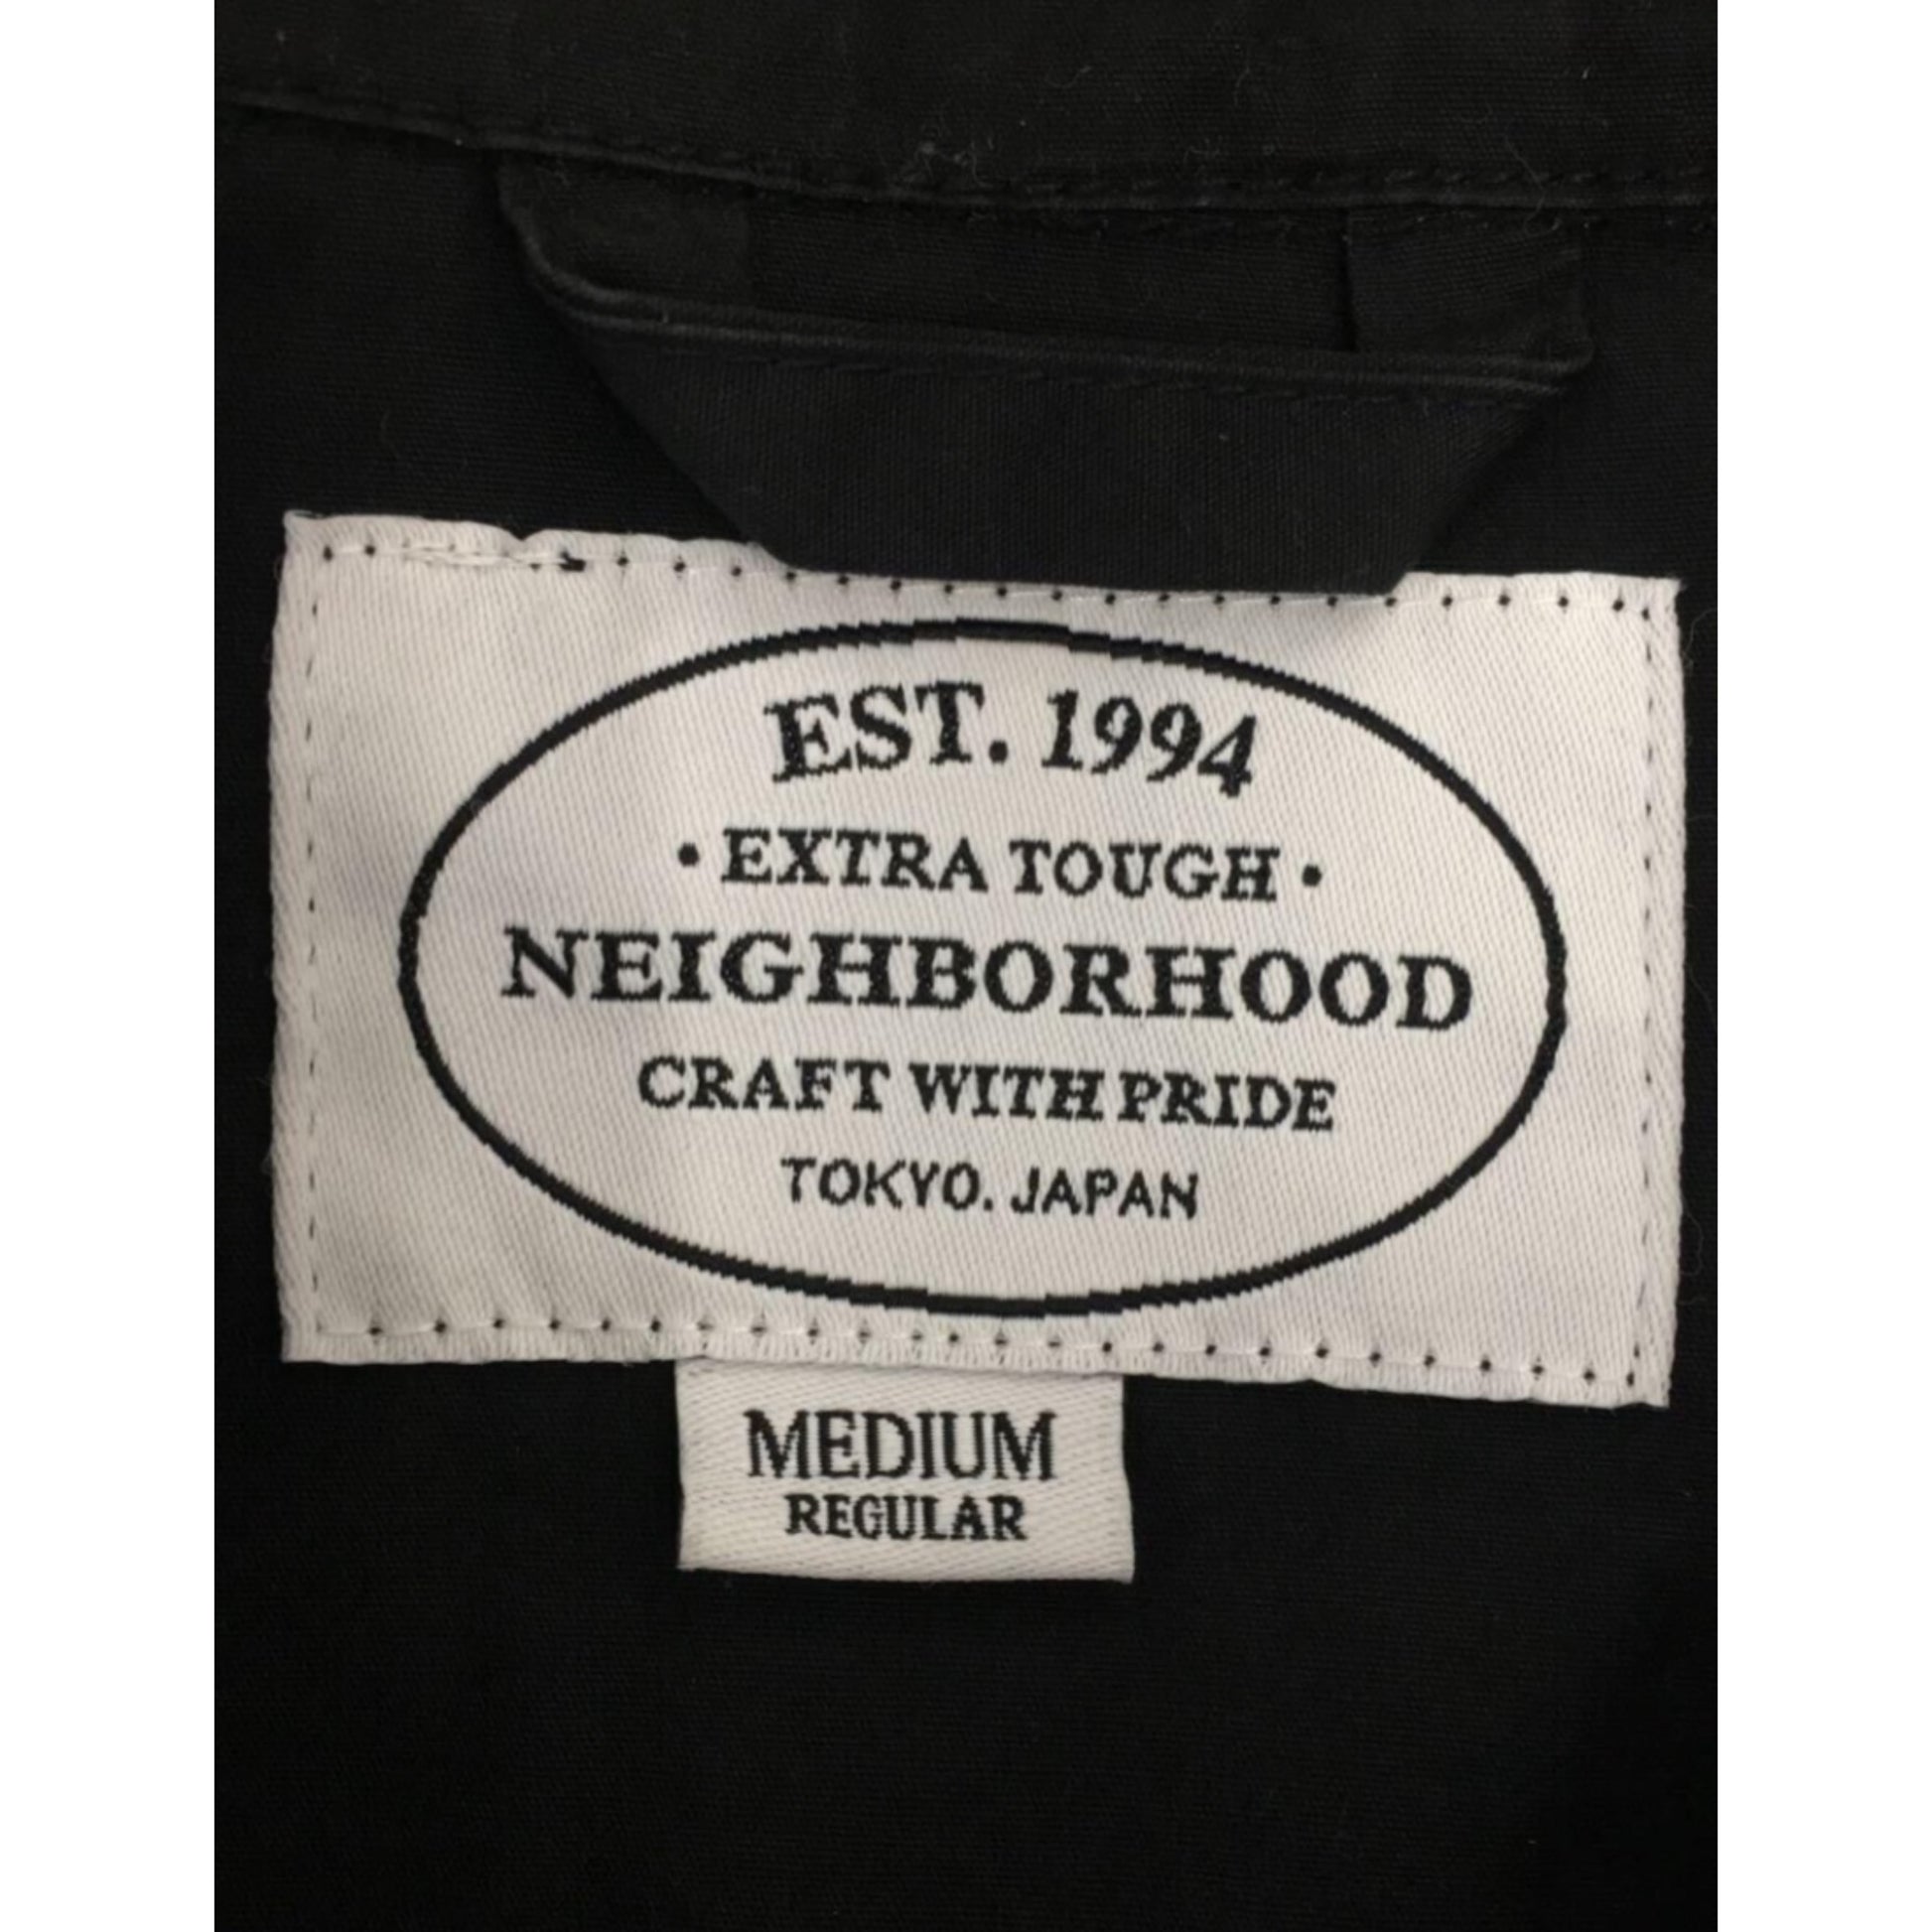 EST. 1994
• EXTRA TOUGH •
NEIGHBORHOOD
CRAFT WITH PRIDE
TOKYO. JAPAN
MEDIUM
REGULAR